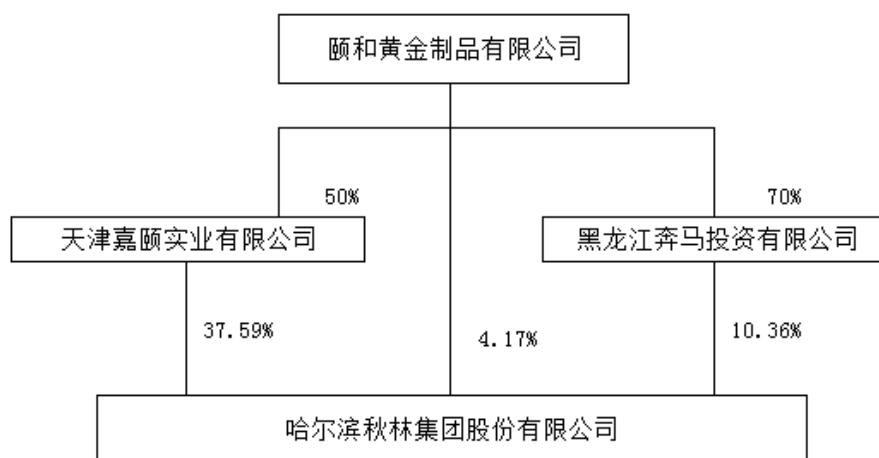 颐和黄金制品有限公司
50%
70%
天津嘉颐实业有限公司
黑龙江奔马投资有限公司
37.59%
4.17%
10.36%
哈尔滨秋林集团股份有限公司